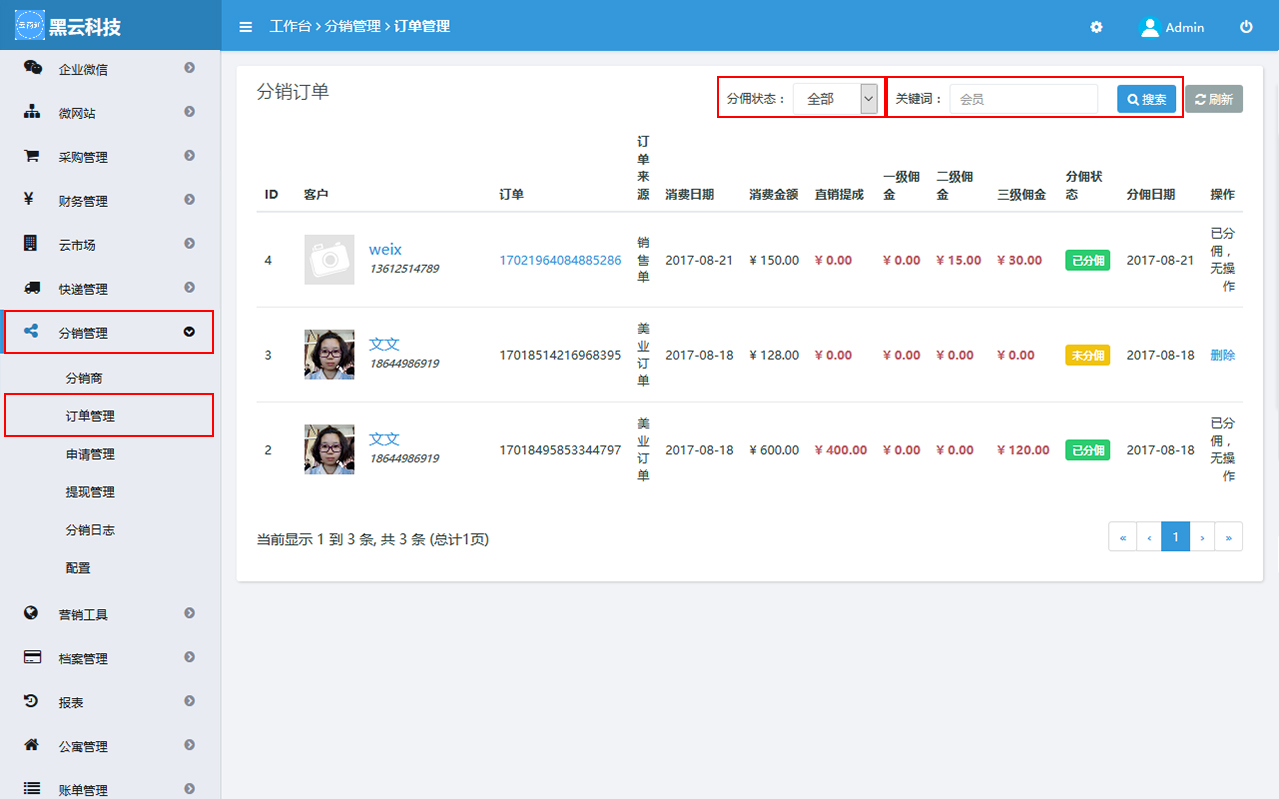 黑云科技
工作台 › 分销管理 › 订单管理
Admin
企业微信
微网站
采购管理
财务管理
云市场
快递管理
分销管理
分销商
订单管理
申请管理
提现管理
分销日志
配置
营销工具
档案管理
报表
公寓管理
账单管理
分销订单
分佣状态： 全部 关键词： 会员 搜索 刷新
ID 客户 订单 订单来源 消费日期 消费金额 直销提成 一级佣金 二级佣金 三级佣金 分佣状态 分佣日期 操作
4 weix 13612514789 17021964084885286 销售单 2017-08-21 ¥ 150.00 ¥ 0.00 ¥ 0.00 ¥ 15.00 ¥ 30.00 已分佣 2017-08-21 已分佣，无操作
3 文文 18644986919 17018514216968395 美业订单 2017-08-18 ¥ 128.00 ¥ 0.00 ¥ 0.00 ¥ 0.00 ¥ 0.00 未分佣 2017-08-18 删除
2 文文 18644986919 17018495853344797 美业订单 2017-08-18 ¥ 600.00 ¥ 400.00 ¥ 0.00 ¥ 0.00 ¥ 120.00 已分佣 2017-08-18 已分佣，无操作
当前显示 1 到 3 条, 共 3 条 (总计1页)
« ‹ 1 › »